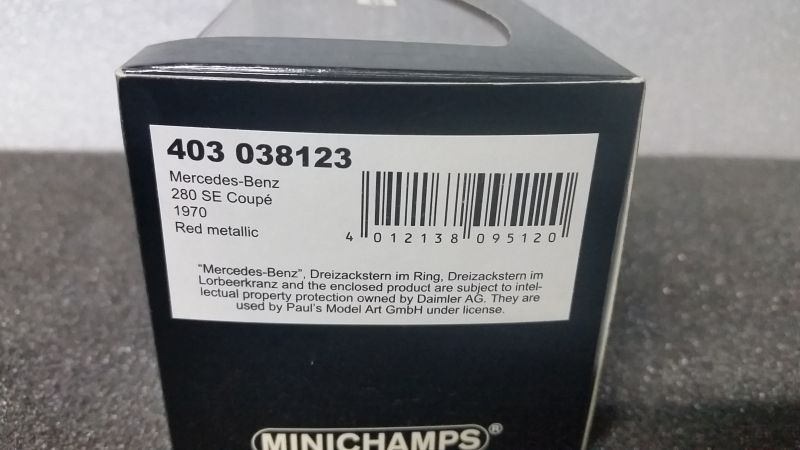 403 038123
Mercedes-Benz
280 SE Coupé
1970
Red metallic
4 012138 095120
"Mercedes-Benz", Dreizackstern im Ring, Dreizackstern im
Lorbeerkranz and the enclosed product are subject to intel-
lectual property protection owned by Daimler AG. They are
used by Paul's Model Art GmbH under license.
MINICHAMPS®